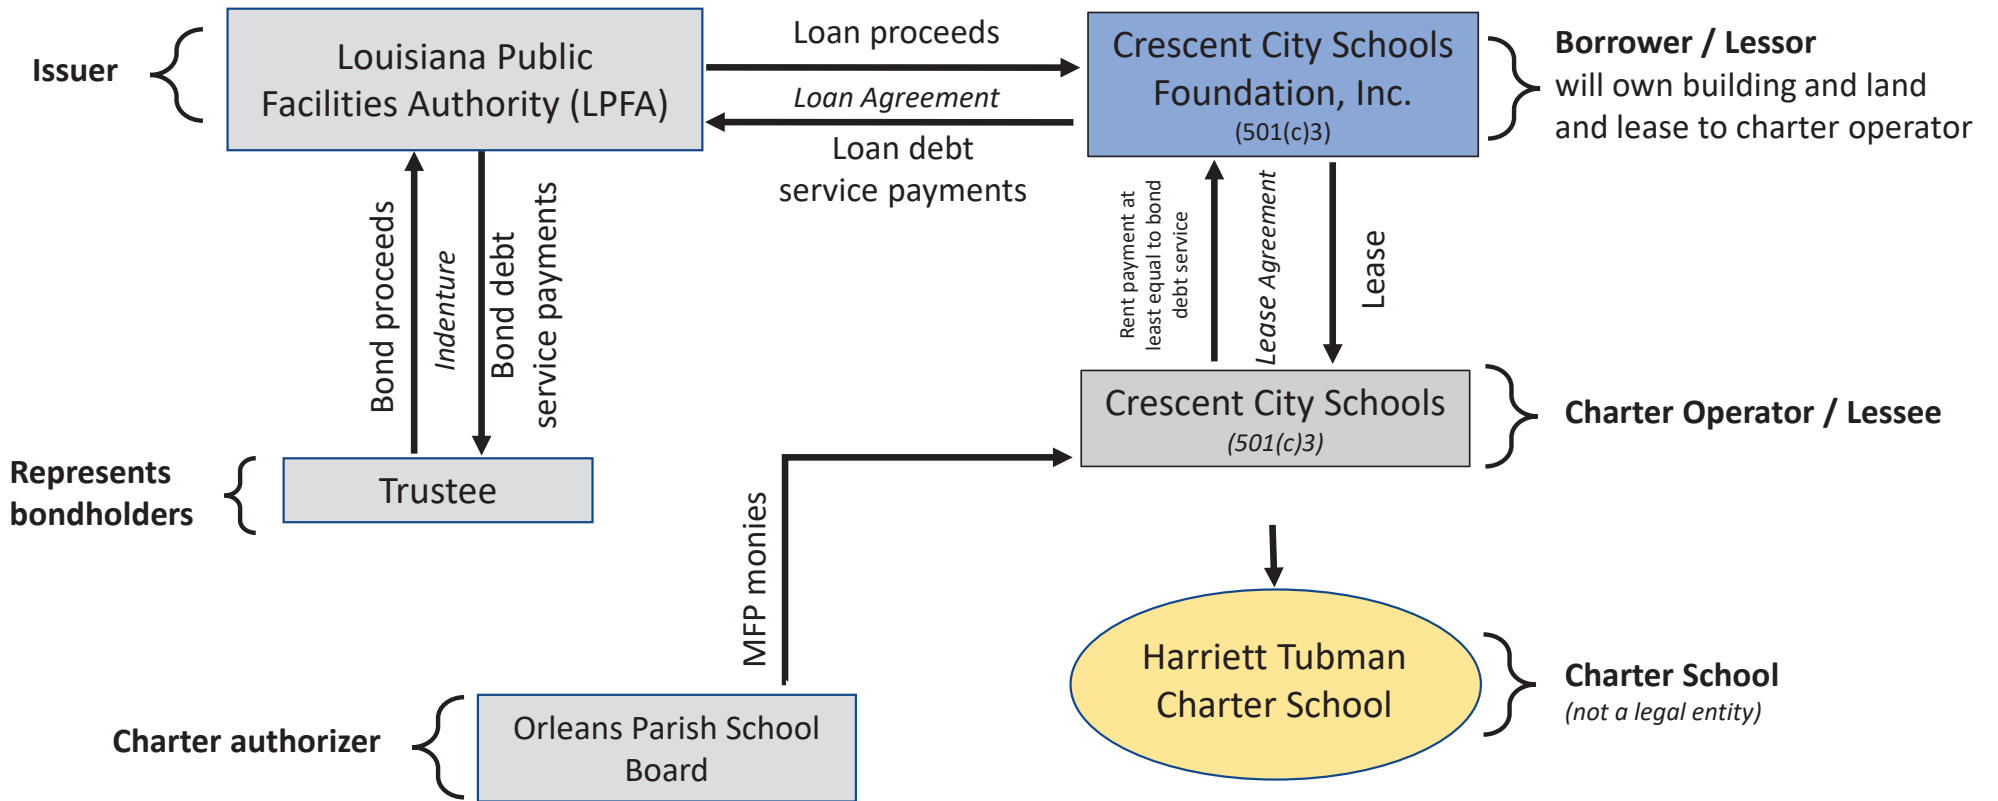 Issuer
Louisiana Public
Facilities Authority (LPFA)
Loan proceeds
Loan Agreement
Loan debt
service payments
Crescent City Schools
Foundation, Inc.
(501(c)3)
Borrower / Lessor
will own building and land
and lease to charter operator
Bond proceeds
Indenture
Bond debt
service payments
Rent payment at
least equal to bond
debt service
Lease Agreement
Lease
Represents
bondholders
Trustee
Crescent City Schools
(501(c)3)
Charter Operator / Lessee
MFP monies
Charter authorizer
Orleans Parish School
Board
Harriett Tubman
Charter School
Charter School
(not a legal entity)